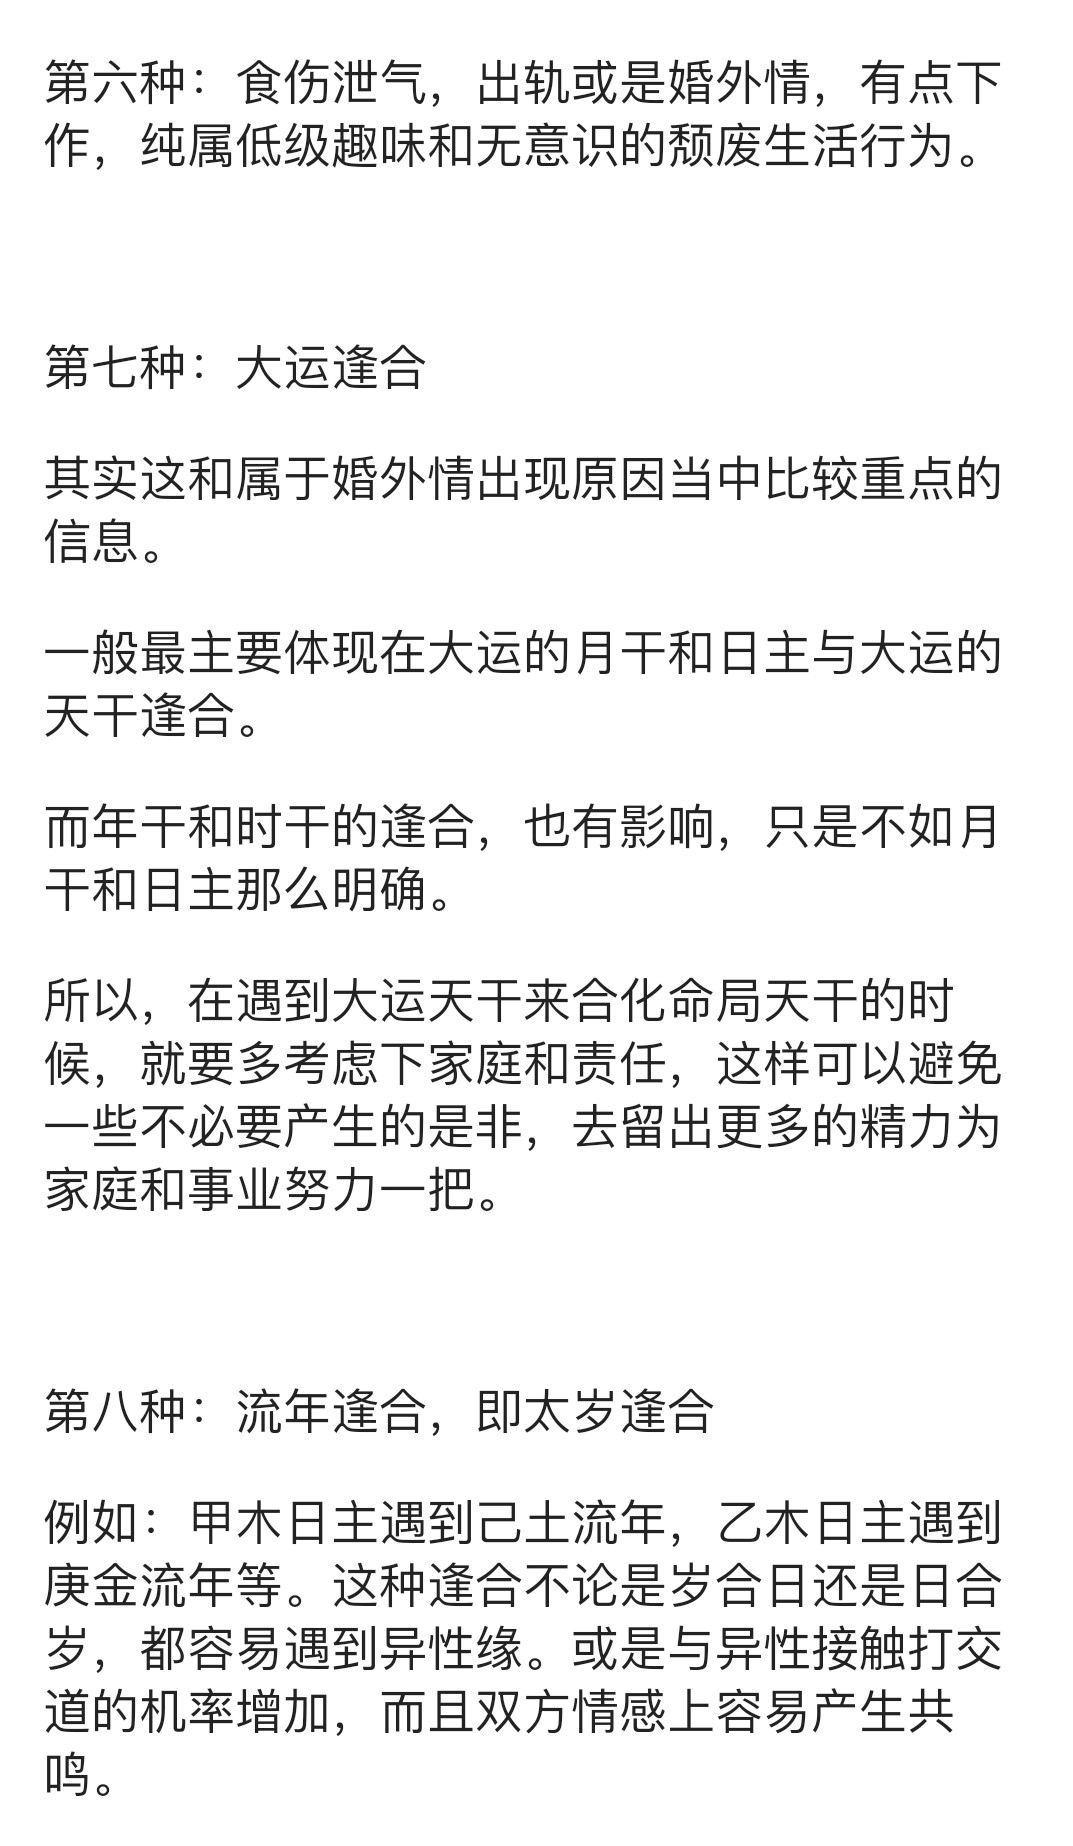 第六种：食伤泄气，出轨或是婚外情，有点下
作，纯属低级趣味和无意识的颓废生活行为。
第七种：大运逢合
其实这和属于婚外情出现原因当中比较重点的
信息。
一般最主要体现在大运的月干和日主与大运的
天干逢合。
而年干和时干的逢合，也有影响，只是不如月
干和日主那么明确。
所以，在遇到大运天干来合化命局天干的时
候，就要多考虑下家庭和责任，这样可以避免
一些不必要产生的是非，去留出更多的精力为
家庭和事业努力一把。
第八种：流年逢合，即太岁逢合
例如：甲木日主遇到己土流年，乙木日主遇到
庚金流年等。这种逢合不论是岁合日还是日合
岁，都容易遇到异性缘。或是与异性接触打交
道的机率增加，而且双方情感上容易产生共
鸣。